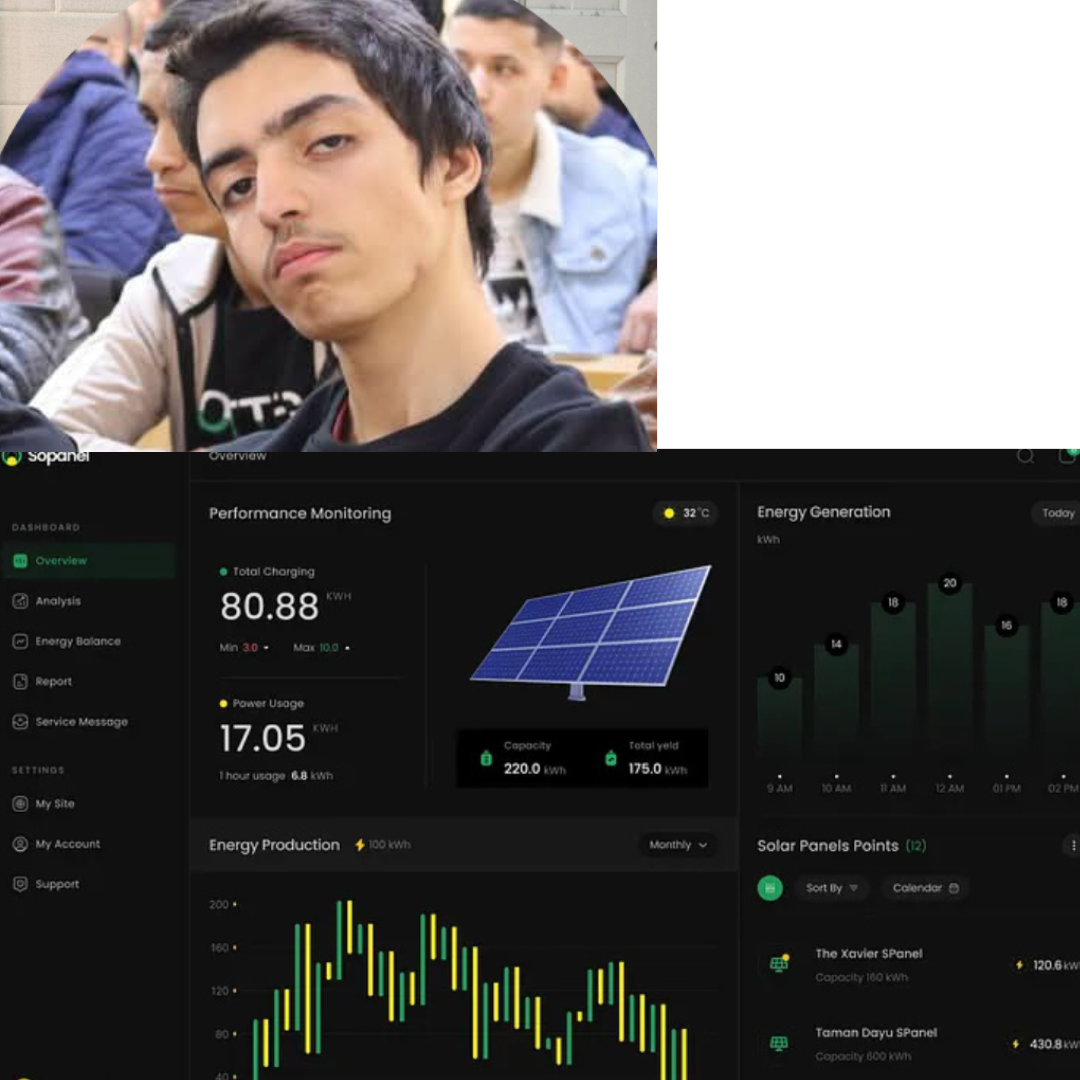 Sopanel
Overview
DASHBOARD
Overview
Analysis
Energy Balance
Report
Service Message
SETTINGS
My Site
My Account
Support
Performance Monitoring
32°C
Total Charging
80.88 KWH
Min 3.0 Max 10.0
Power Usage
17.05 KWH
1 hour usage 6.8 kWh
Capacity
220.0 kWh
Total yeld
175.0 kWh
Energy Production 100 kWh
Monthly
200
160
120
80
40
Energy Generation
Today
kWh
10
14
18
20
16
18
9 AM 10 AM 11 AM 12 AM 01 PM 02 PM
Solar Panels Points (12)
Sort By
Calendar
The Xavier SPanel
Capacity 160 kWh
120.6 kW
Taman Dayu SPanel
Capacity 600 kWh
430.8 kW